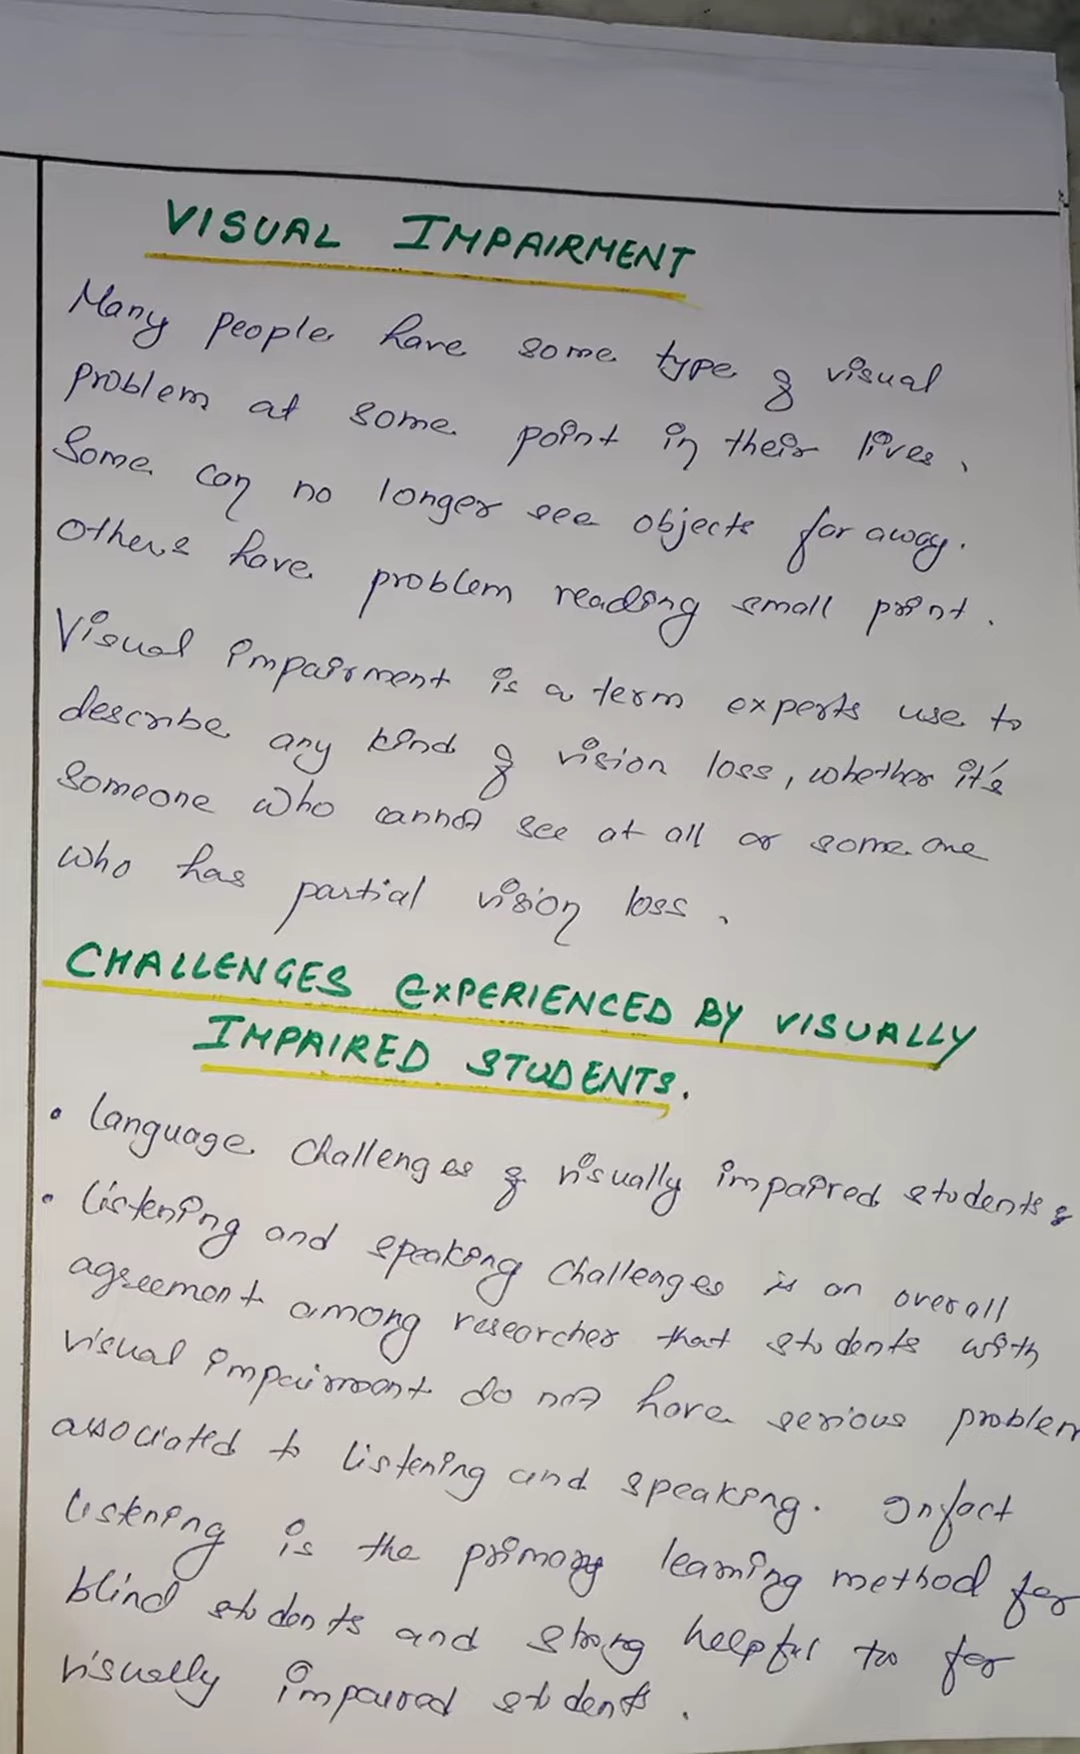 VISUAL IMPAIRMENT
Many people have some type of visual
problem at some point in their lives.
Some can no longer see objects far away.
Others have problem reading small print.
Visual impairment is a term experts use to
describe any kind of vision loss, whether it's
someone who cannot see at all or some one
who has partial vision loss.
CHALLENGES EXPERIENCED BY VISUALLY
IMPAIRED STUDENTS.
• Language challenges of visually impaired students
• Listening and speaking challenges is an overall
agreement among researcher that students with
visual impairment do not have serious problem
associated to listening and speaking. Infact
listening is the primary learning method for
blind students and strong helpful too for
visually impaired students.